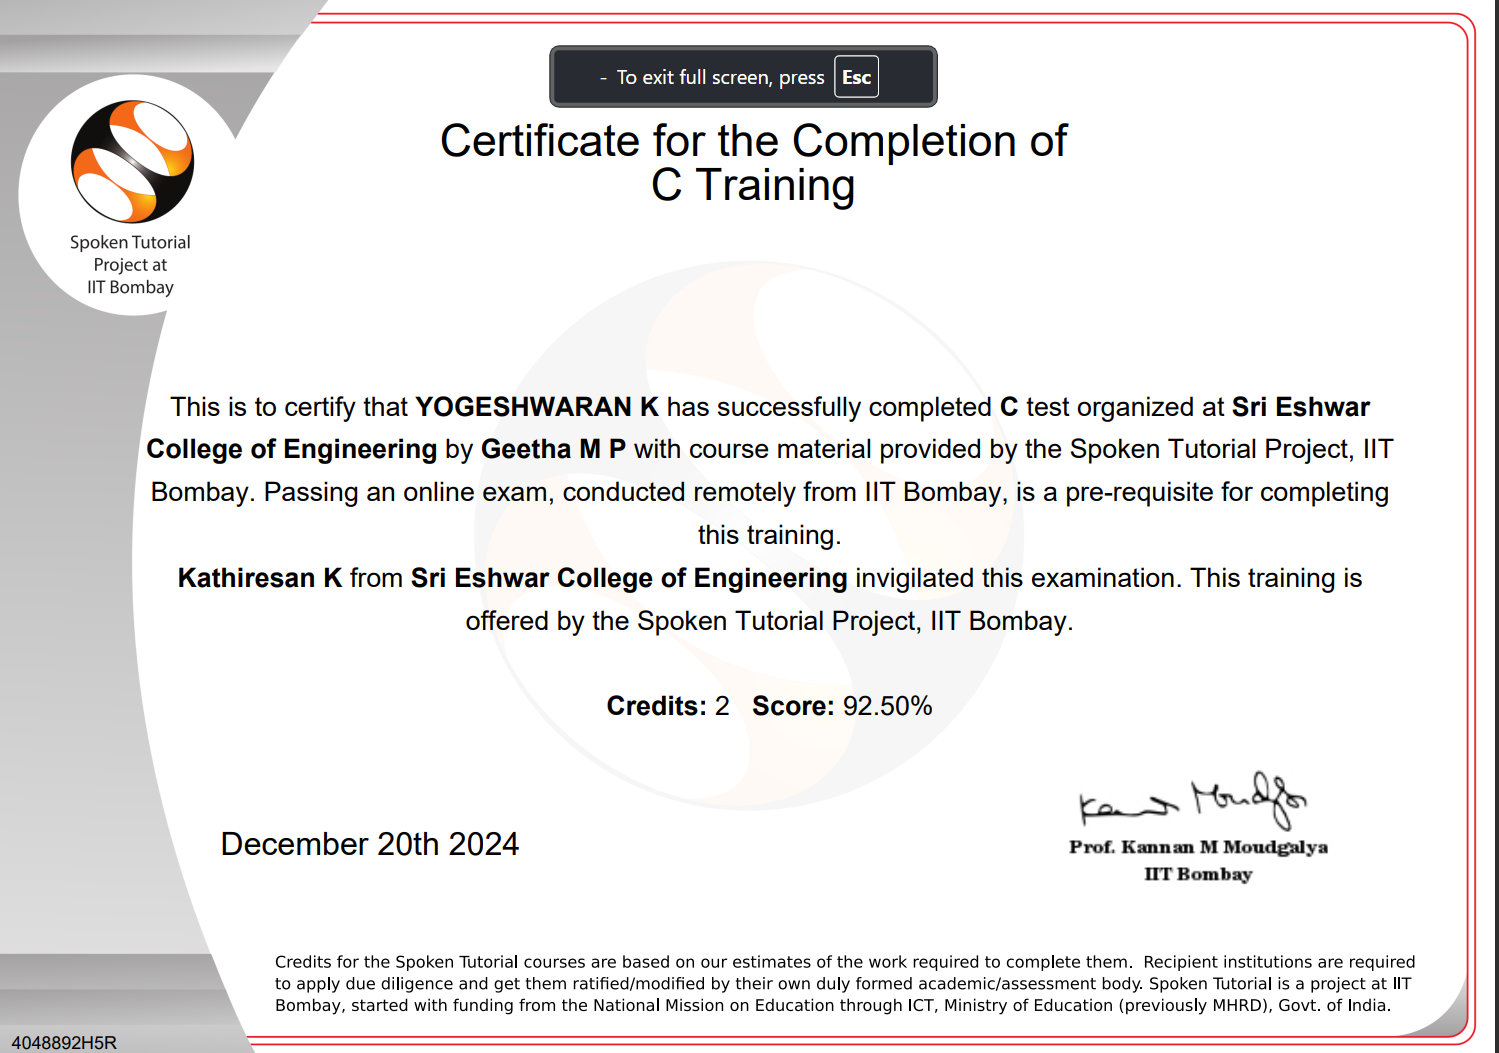 - To exit full screen, press Esc
Certificate for the Completion of
C Training
Spoken Tutorial
Project at
IIT Bombay
This is to certify that YOGESHWARAN K has successfully completed C test organized at Sri Eshwar
College of Engineering by Geetha M P with course material provided by the Spoken Tutorial Project, IIT
Bombay. Passing an online exam, conducted remotely from IIT Bombay, is a pre-requisite for completing
this training.
Kathiresan K from Sri Eshwar College of Engineering invigilated this examination. This training is
offered by the Spoken Tutorial Project, IIT Bombay.
Credits: 2 Score: 92.50%
December 20th 2024
Prof. Kannan M Moudgalya
IIT Bombay
Credits for the Spoken Tutorial courses are based on our estimates of the work required to complete them. Recipient institutions are required
to apply due diligence and get them ratified/modified by their own duly formed academic/assessment body. Spoken Tutorial is a project at IIT
Bombay, started with funding from the National Mission on Education through ICT, Ministry of Education (previously MHRD), Govt. of India.
4048892H5R